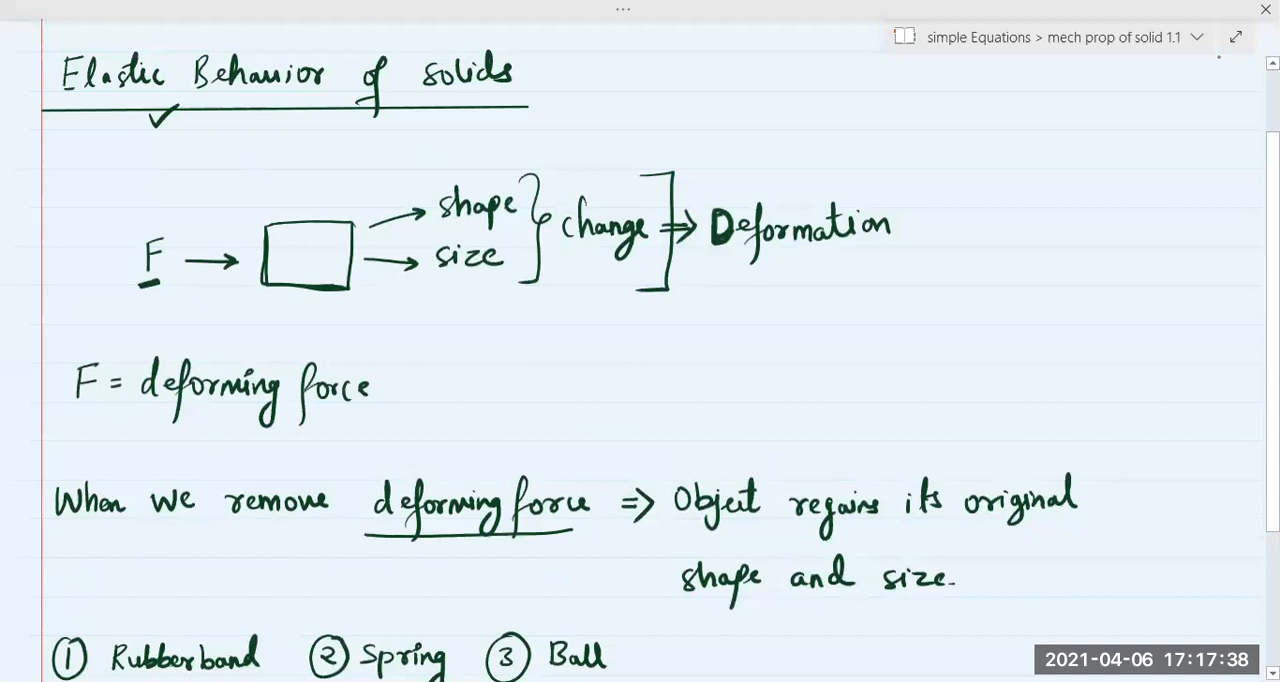 simple Equations > mech prop of solid 1.1
Elastic Behavior of solids
F → shape size } change ] ⇒ Deformation
F = deforming force
When we remove deforming force ⇒ Object regains its original
shape and size.
① Rubber band ② Spring ③ Ball
2021-04-06 17:17:38